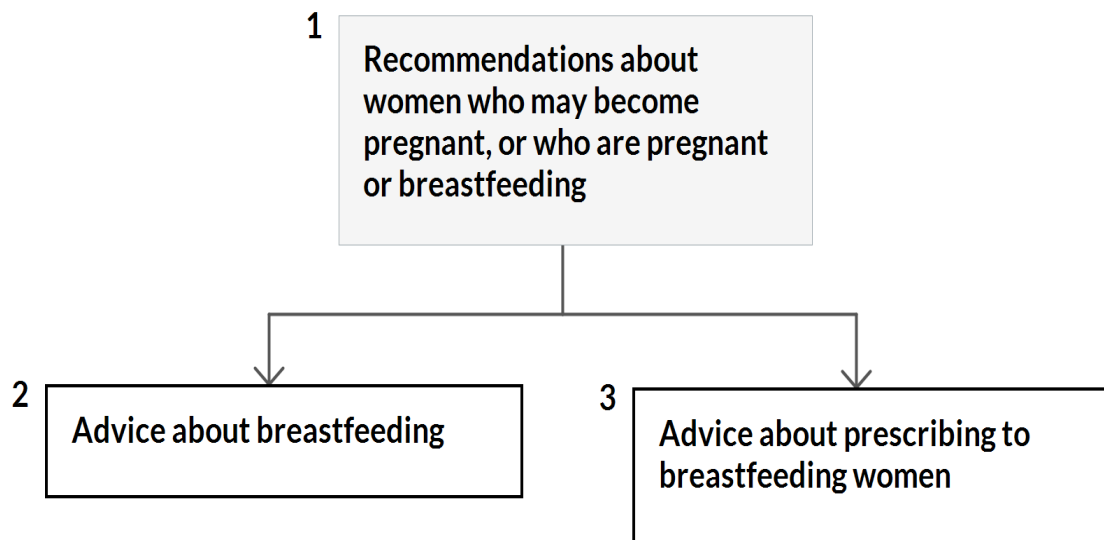 1
Recommendations about
women who may become
pregnant, or who are pregnant
or breastfeeding
2
Advice about breastfeeding
3
Advice about prescribing to
breastfeeding women